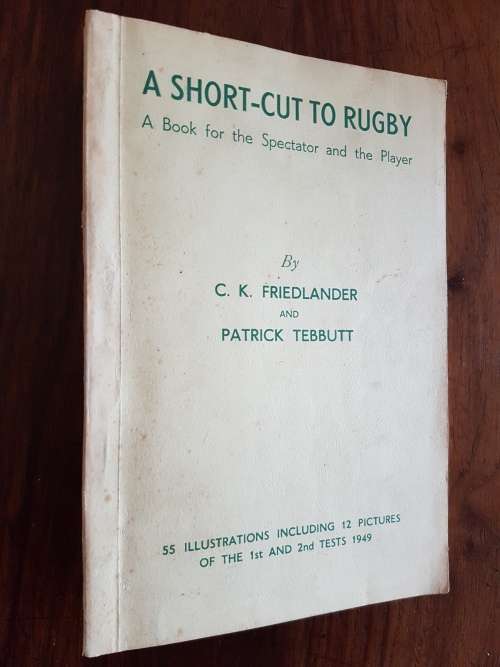 A SHORT-CUT TO RUGBY
A Book for the Spectator and the Player
By
C. K. FRIEDLANDER
AND
PATRICK TEBBUTT
55 ILLUSTRATIONS INCLUDING 12 PICTURES
OF THE 1st AND 2nd TESTS 1949